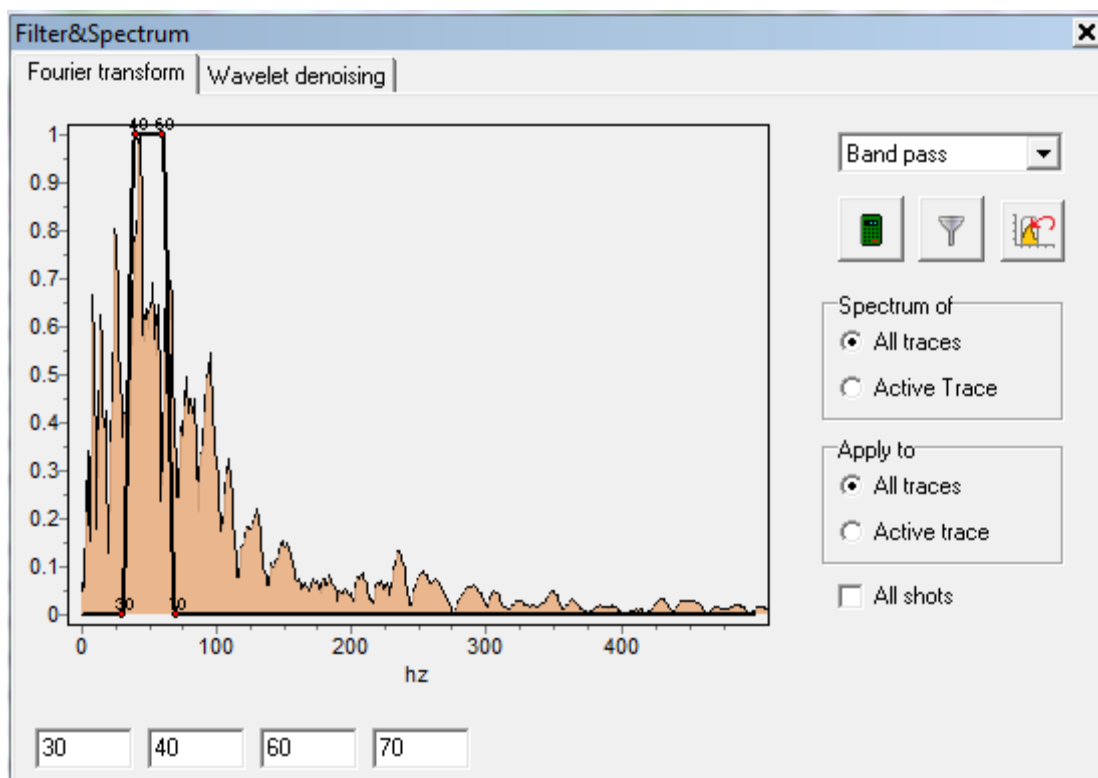 Filter&Spectrum
Fourier transform
Wavelet denoising
40 60
1
0.9
0.8
0.7
0.6
0.5
0.4
0.3
0.2
0.1
0
30 70
0 100 200 300 400
hz
30 40 60 70
Band pass
Spectrum of
All traces
Active Trace
Apply to
All traces
Active trace
All shots